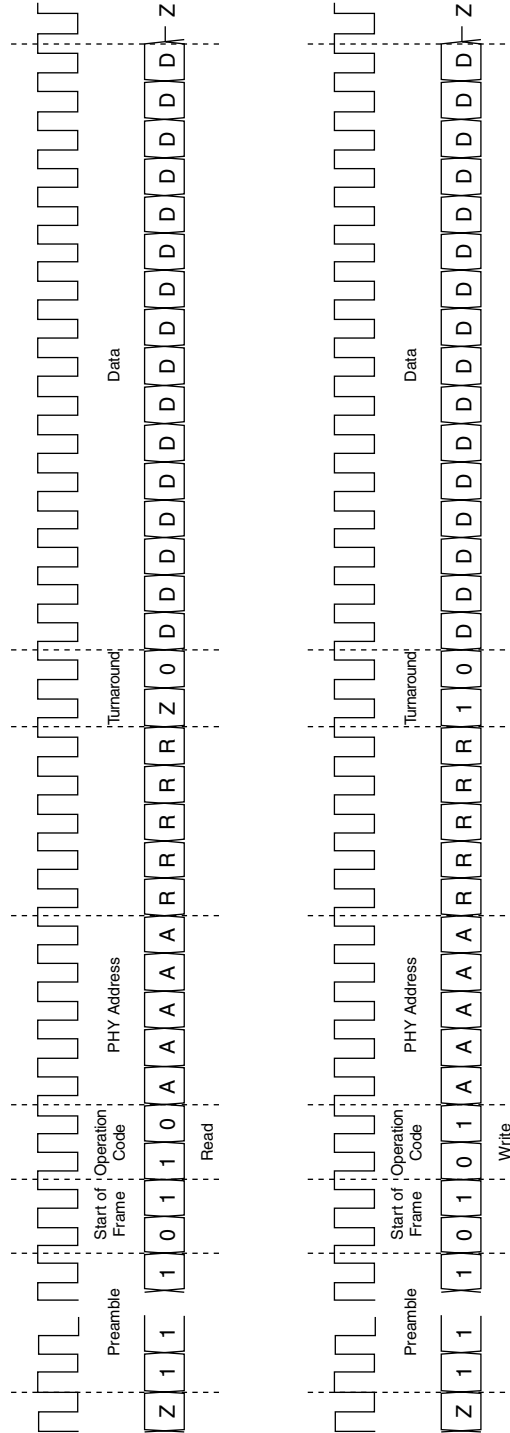 Preamble
Start of
Frame
Operation
Code
PHY Address
Turnaround
Data
Z 1 1 1 0 1 1 0 A A A A A R R R R R Z 0 D D D D D D D D D D D D D D D D Z
Read
Preamble
Start of
Frame
Operation
Code
PHY Address
Turnaround
Data
Z 1 1 1 0 1 0 1 A A A A A R R R R R 1 0 D D D D D D D D D D D D D D D D Z
Write